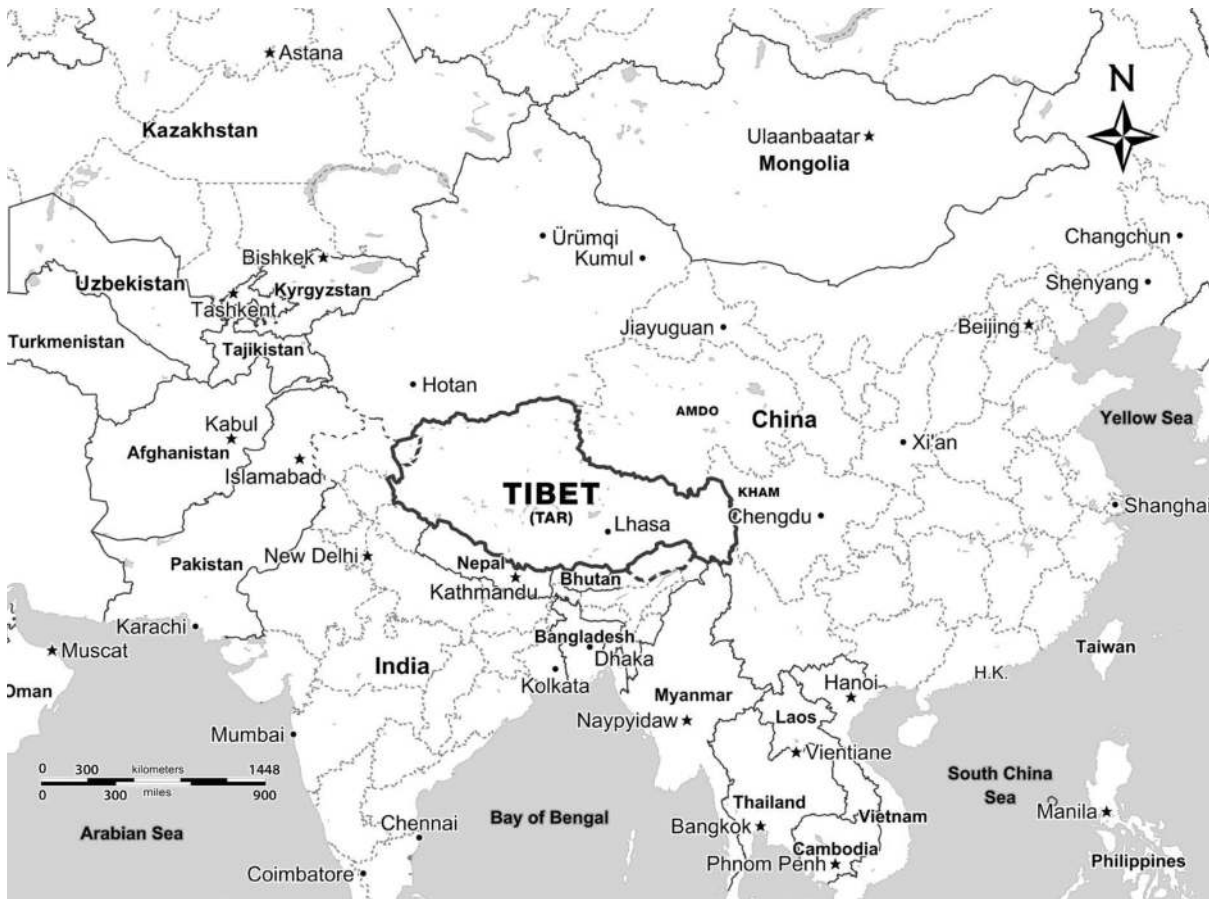 Astana
N
Kazakhstan
Ulaanbaatar
Mongolia
Ürümqi
Changchun
Bishkek
Kumul
Uzbekistan
Kyrgyzstan
Shenyang
Tashkent
Jiayuguan
Beijing
Turkmenistan
Tajikistan
Hotan
AMDO
China
Yellow Sea
Kabul
Xi'an
Afghanistan
Islamabad
TIBET
KHAM
(TAR)
Lhasa
Chengdu
Shanghai
New Delhi
Pakistan
Nepal
Bhutan
Kathmandu
Karachi
Bangladesh
Taiwan
Muscat
Dhaka
India
H.K.
Oman
Kolkata
Hanoi
Myanmar
Laos
Naypyidaw
Mumbai
Vientiane
0 300 kilometers 1448
0 300 miles 900
South China
Sea
Thailand
Manila
Bay of Bengal
Vietnam
Arabian Sea
Chennai
Bangkok
Cambodia
Phnom Penh
Philippines
Coimbatore